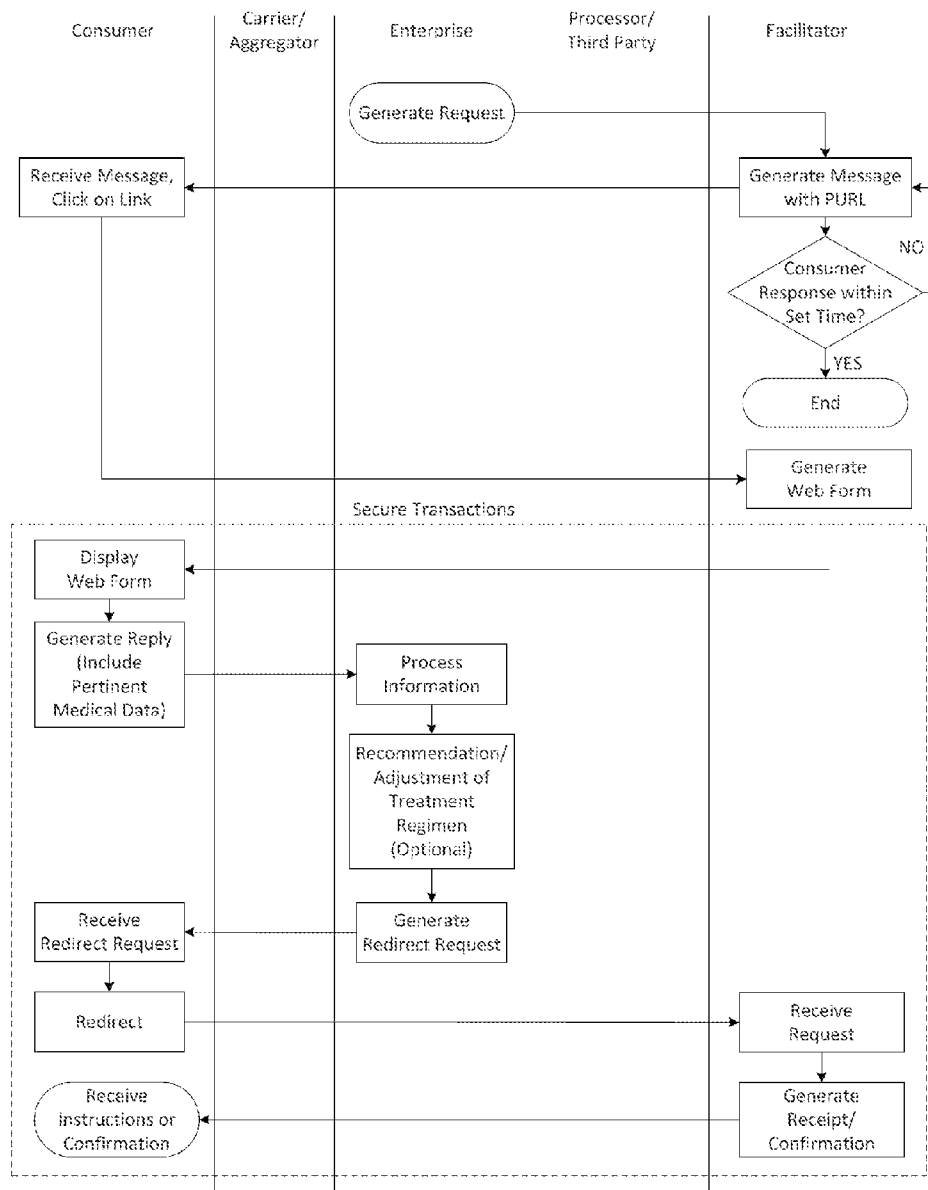 Consumer
Carrier/
Aggregator
Enterprise
Processor/
Third Party
Facilitator
Generate Request
Receive Message,
Click on Link
Generate Message
with PURL
NO
Consumer
Response within
Set Time?
YES
End
Generate
Web Form
Secure Transactions
Display
Web Form
Generate Reply
(Include
Pertinent
Medical Data)
Process
Information
Recommendation/
Adjustment of
Treatment
Regimen
(Optional)
Receive
Redirect Request
Generate
Redirect Request
Redirect
Receive
Request
Receive
Instructions or
Confirmation
Generate
Receipt/
Confirmation